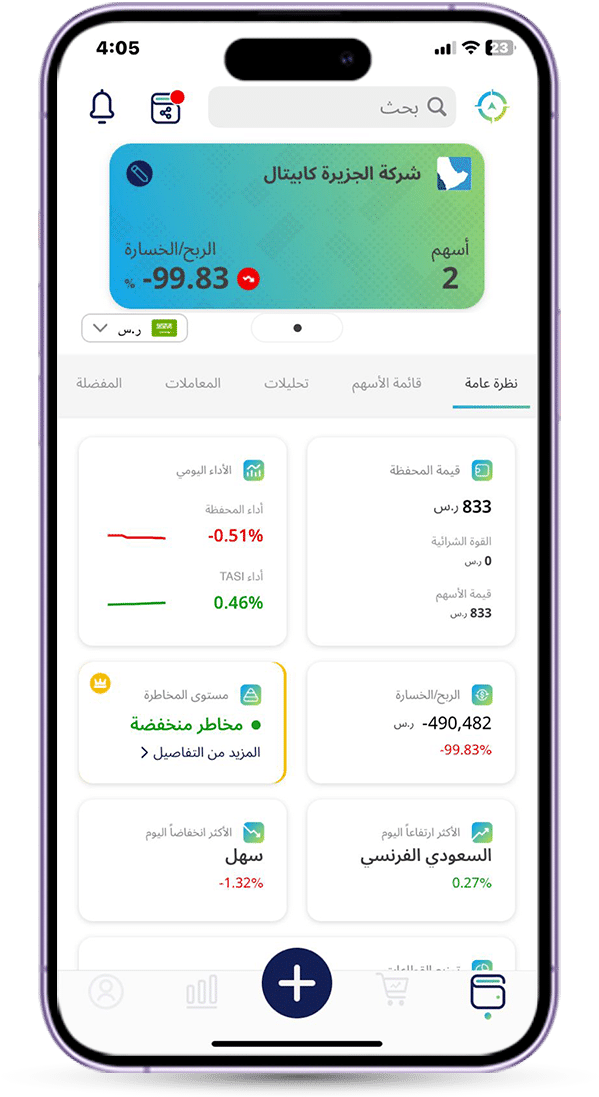 4:05
23
بحث
شركة الجزيرة كابيتال
أسهم
2
الربح/الخسارة
-99.83 %
ر.س
نظرة عامة
قائمة الأسهم
تحليلات
المعاملات
المفضلة
قيمة المحفظة
833 ر.س
القوة الشرائية
0 ر.س
قيمة الأسهم
833 ر.س
الأداء اليومي
أداء المحفظة
-0.51%
أداء TASI
0.46%
الربح/الخسارة
-490,482 ر.س
-99.83%
مستوى المخاطرة
مخاطر منخفضة
المزيد من التفاصيل
الأكثر ارتفاعاً اليوم
السعودي الفرنسي
0.27%
الأكثر انخفاضاً اليوم
سهل
-1.32%